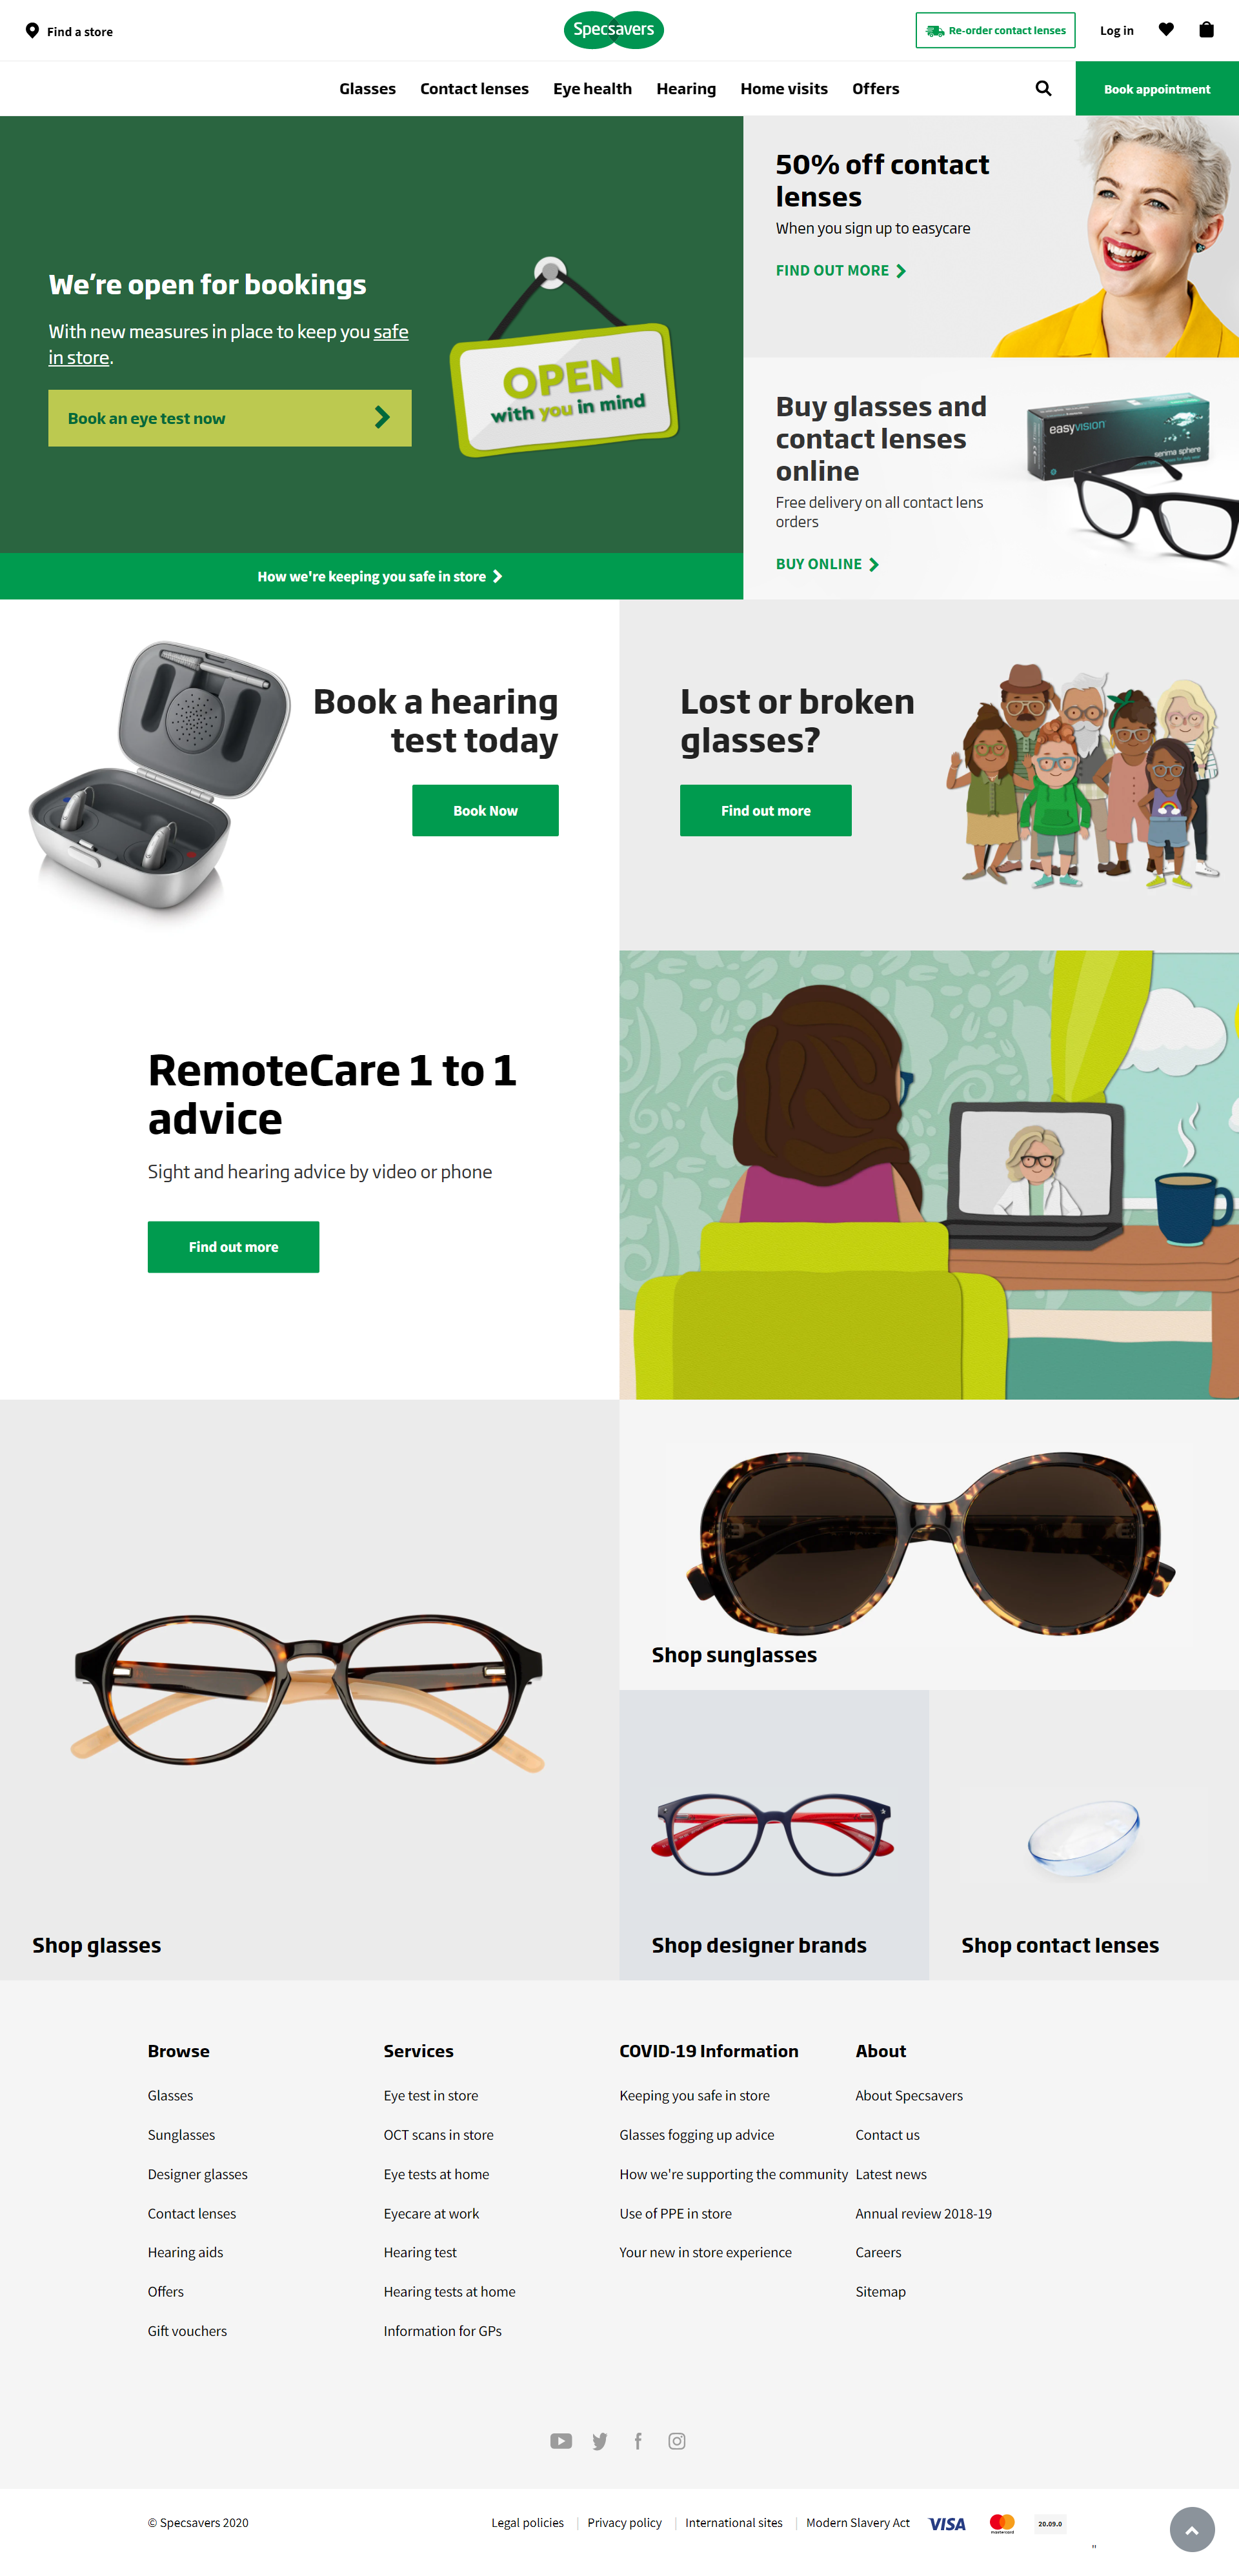 Find a store
Specsavers
Re-order contact lenses
Log in
Glasses
Contact lenses
Eye health
Hearing
Home visits
Offers
Book appointment
We're open for bookings
With new measures in place to keep you safe
in store.
Book an eye test now
OPEN
with you in mind
How we're keeping you safe in store
50% off contact
lenses
When you sign up to easycare
FIND OUT MORE
Buy glasses and
contact lenses
online
Free delivery on all contact lens
orders
BUY ONLINE
easyvision
serima sphere
Book a hearing
test today
Book Now
Lost or broken
glasses?
Find out more
RemoteCare 1 to 1
advice
Sight and hearing advice by video or phone
Find out more
Shop glasses
Shop sunglasses
Shop designer brands
Shop contact lenses
Browse
Glasses
Sunglasses
Designer glasses
Contact lenses
Hearing aids
Offers
Gift vouchers
Services
Eye test in store
OCT scans in store
Eye tests at home
Eyecare at work
Hearing test
Hearing tests at home
Information for GPs
COVID-19 Information
Keeping you safe in store
Glasses fogging up advice
How we're supporting the community
Use of PPE in store
Your new in store experience
About
About Specsavers
Contact us
Latest news
Annual review 2018-19
Careers
Sitemap
© Specsavers 2020
Legal policies
Privacy policy
International sites
Modern Slavery Act
VISA
mastercard
20.09.0
"